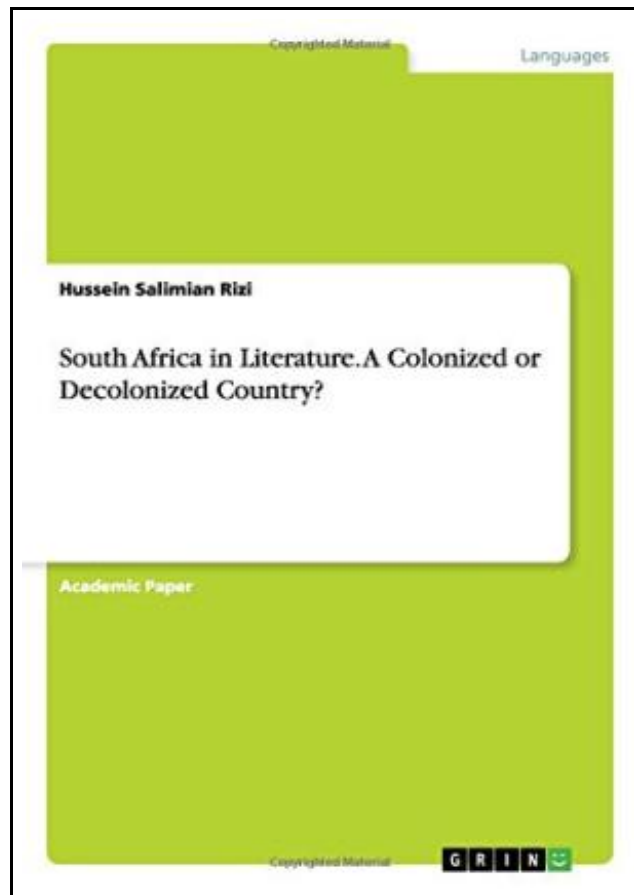 Copyrighted Material
Languages
Hussein Salimian Rizi
South Africa in Literature. A Colonized or
Decolonized Country?
Academic Paper
GRIN
Copyrighted Material